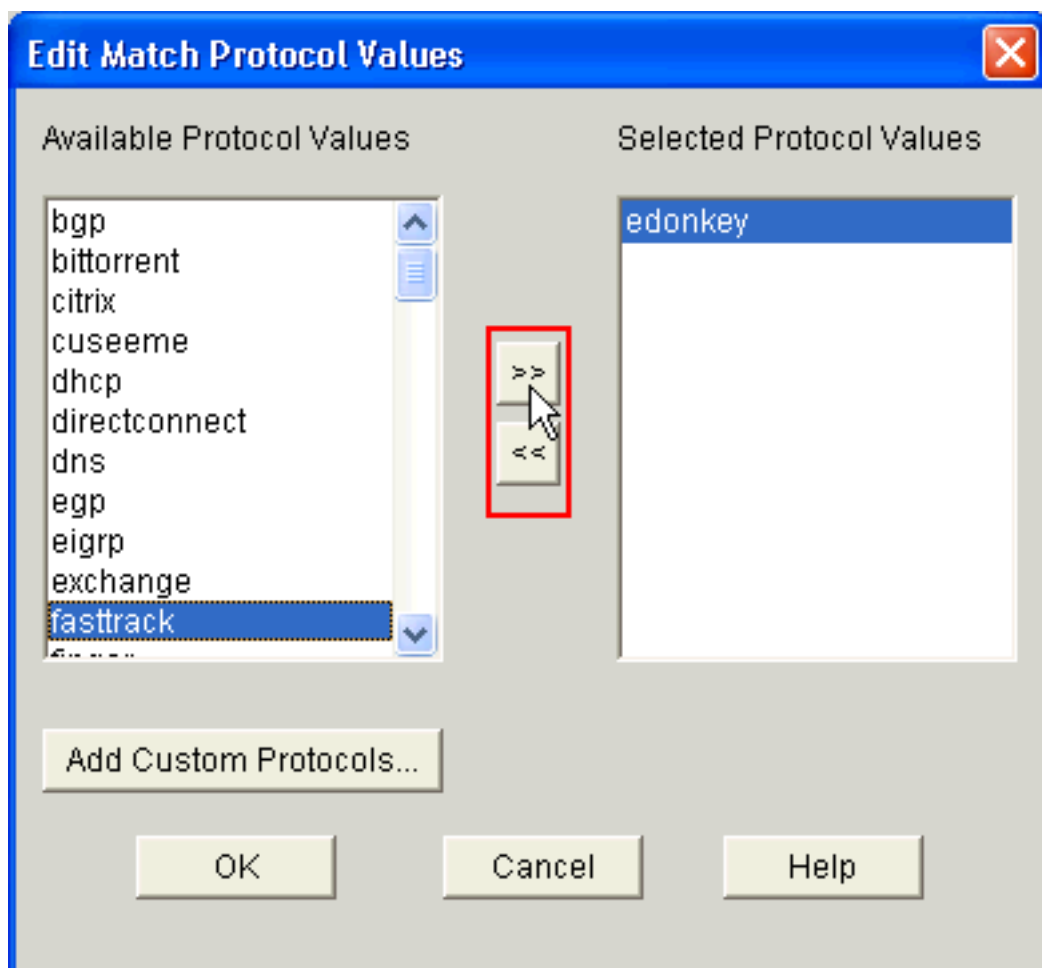 Edit Match Protocol Values
Available Protocol Values
Selected Protocol Values
bgp
bittorrent
citrix
cuseeme
dhcp
directconnect
dns
egp
eigrp
exchange
fasttrack
edonkey
>>
<<
Add Custom Protocols...
OK
Cancel
Help